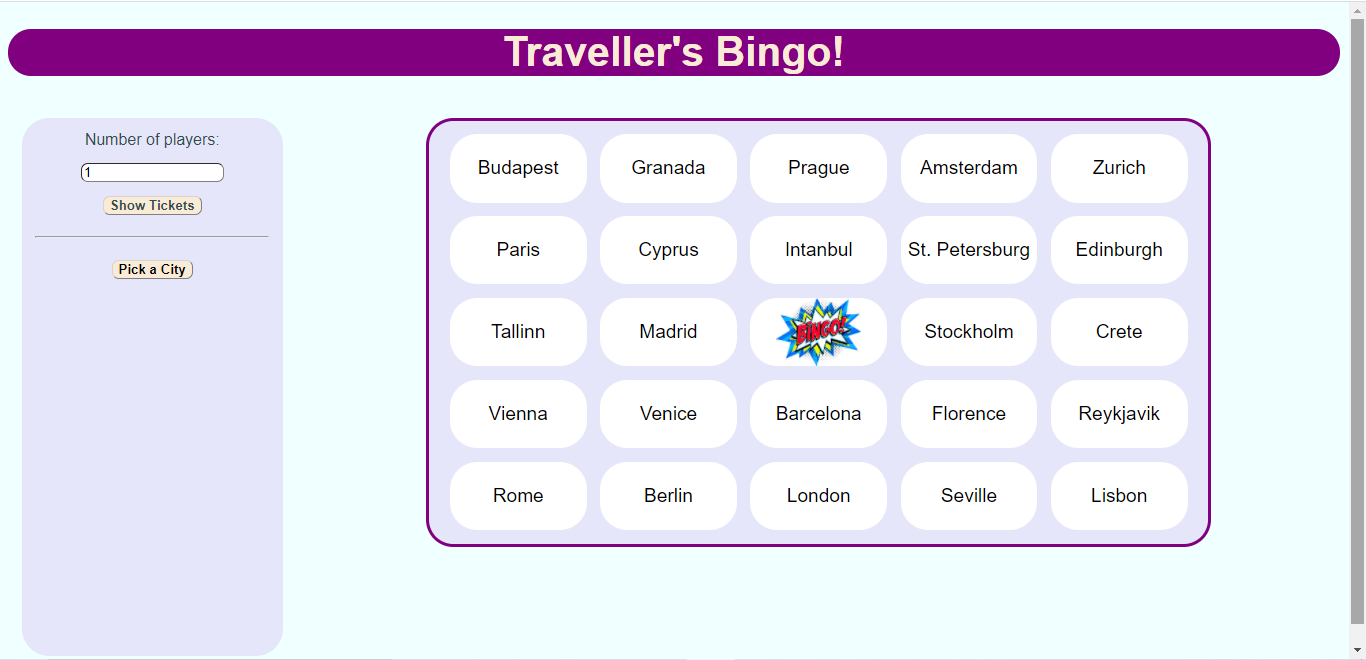 Traveller's Bingo!
Number of players:
1
Show Tickets
Pick a City
Budapest Granada Prague Amsterdam Zurich
Paris Cyprus Intanbul St. Petersburg Edinburgh
Tallinn Madrid BINGO! Stockholm Crete
Vienna Venice Barcelona Florence Reykjavik
Rome Berlin London Seville Lisbon